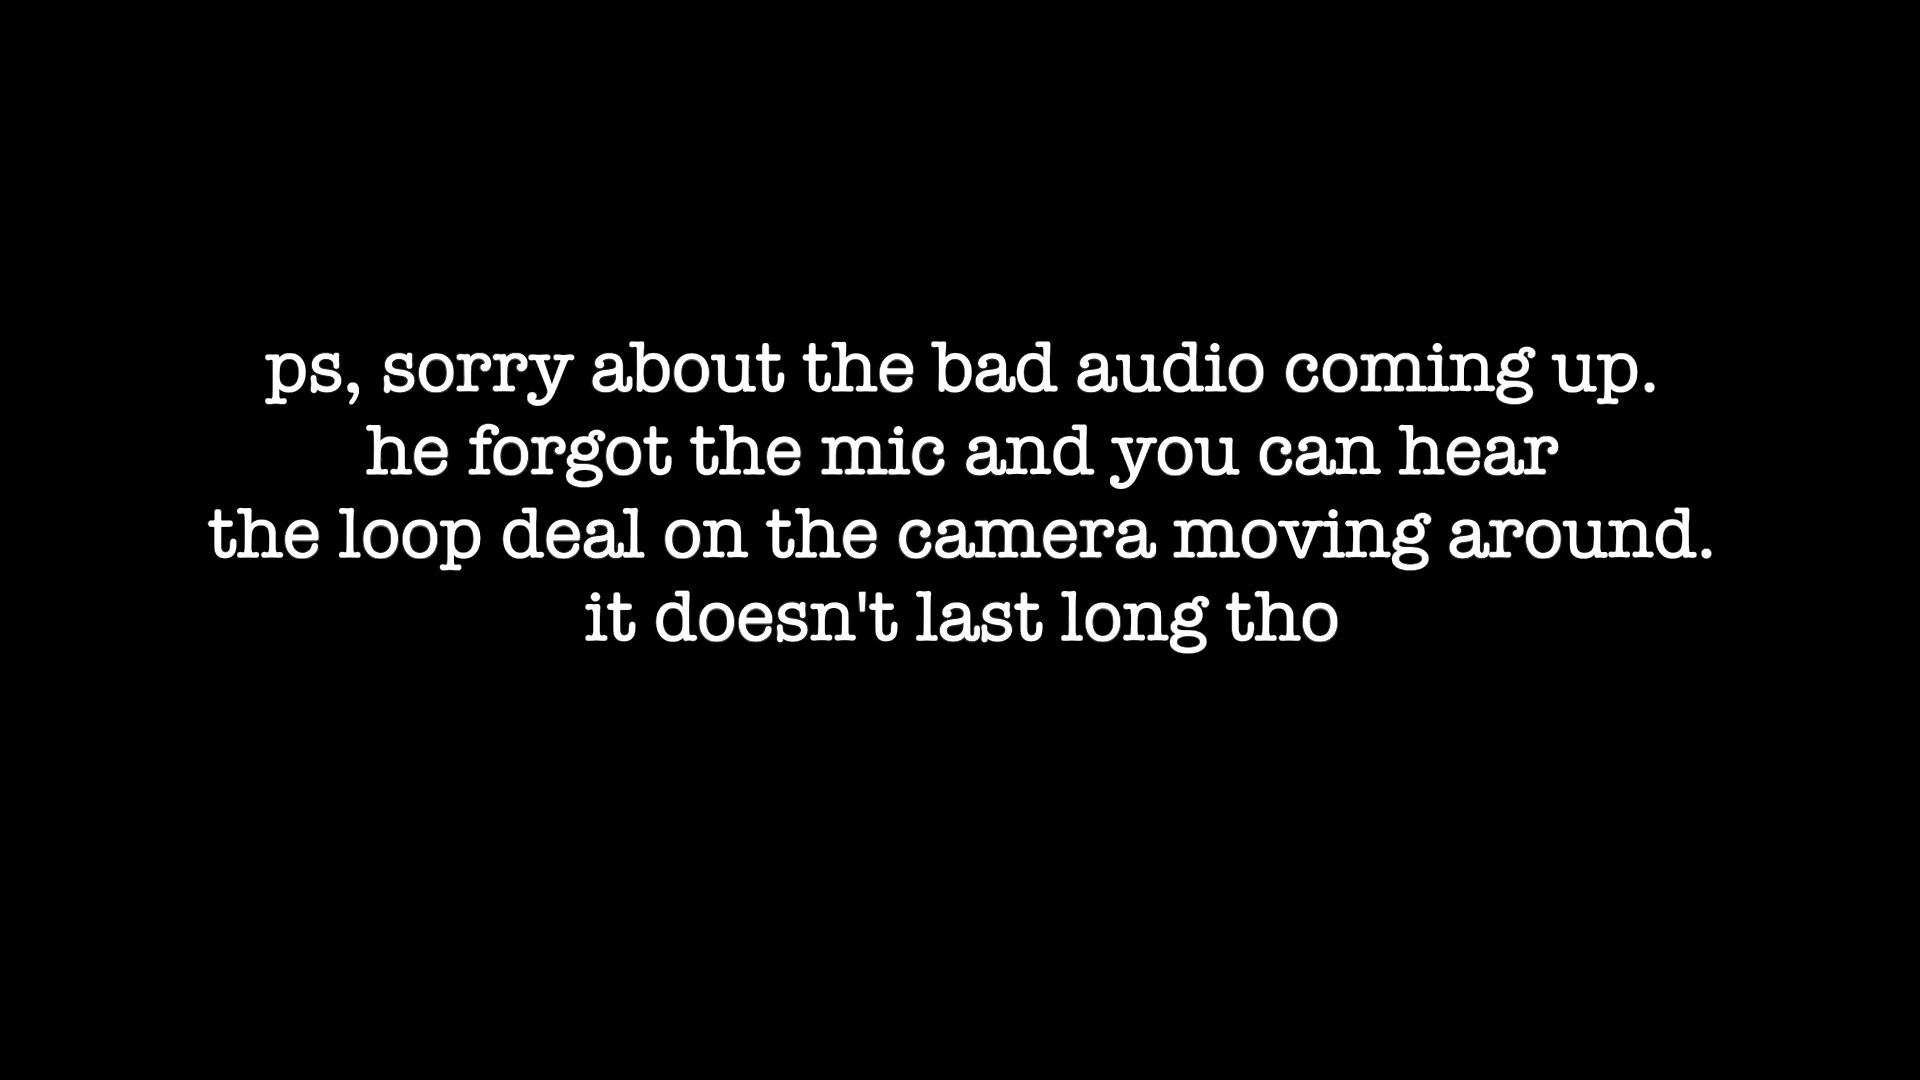 ps, sorry about the bad audio coming up.
he forgot the mic and you can hear
the loop deal on the camera moving around.
it doesn't last long tho